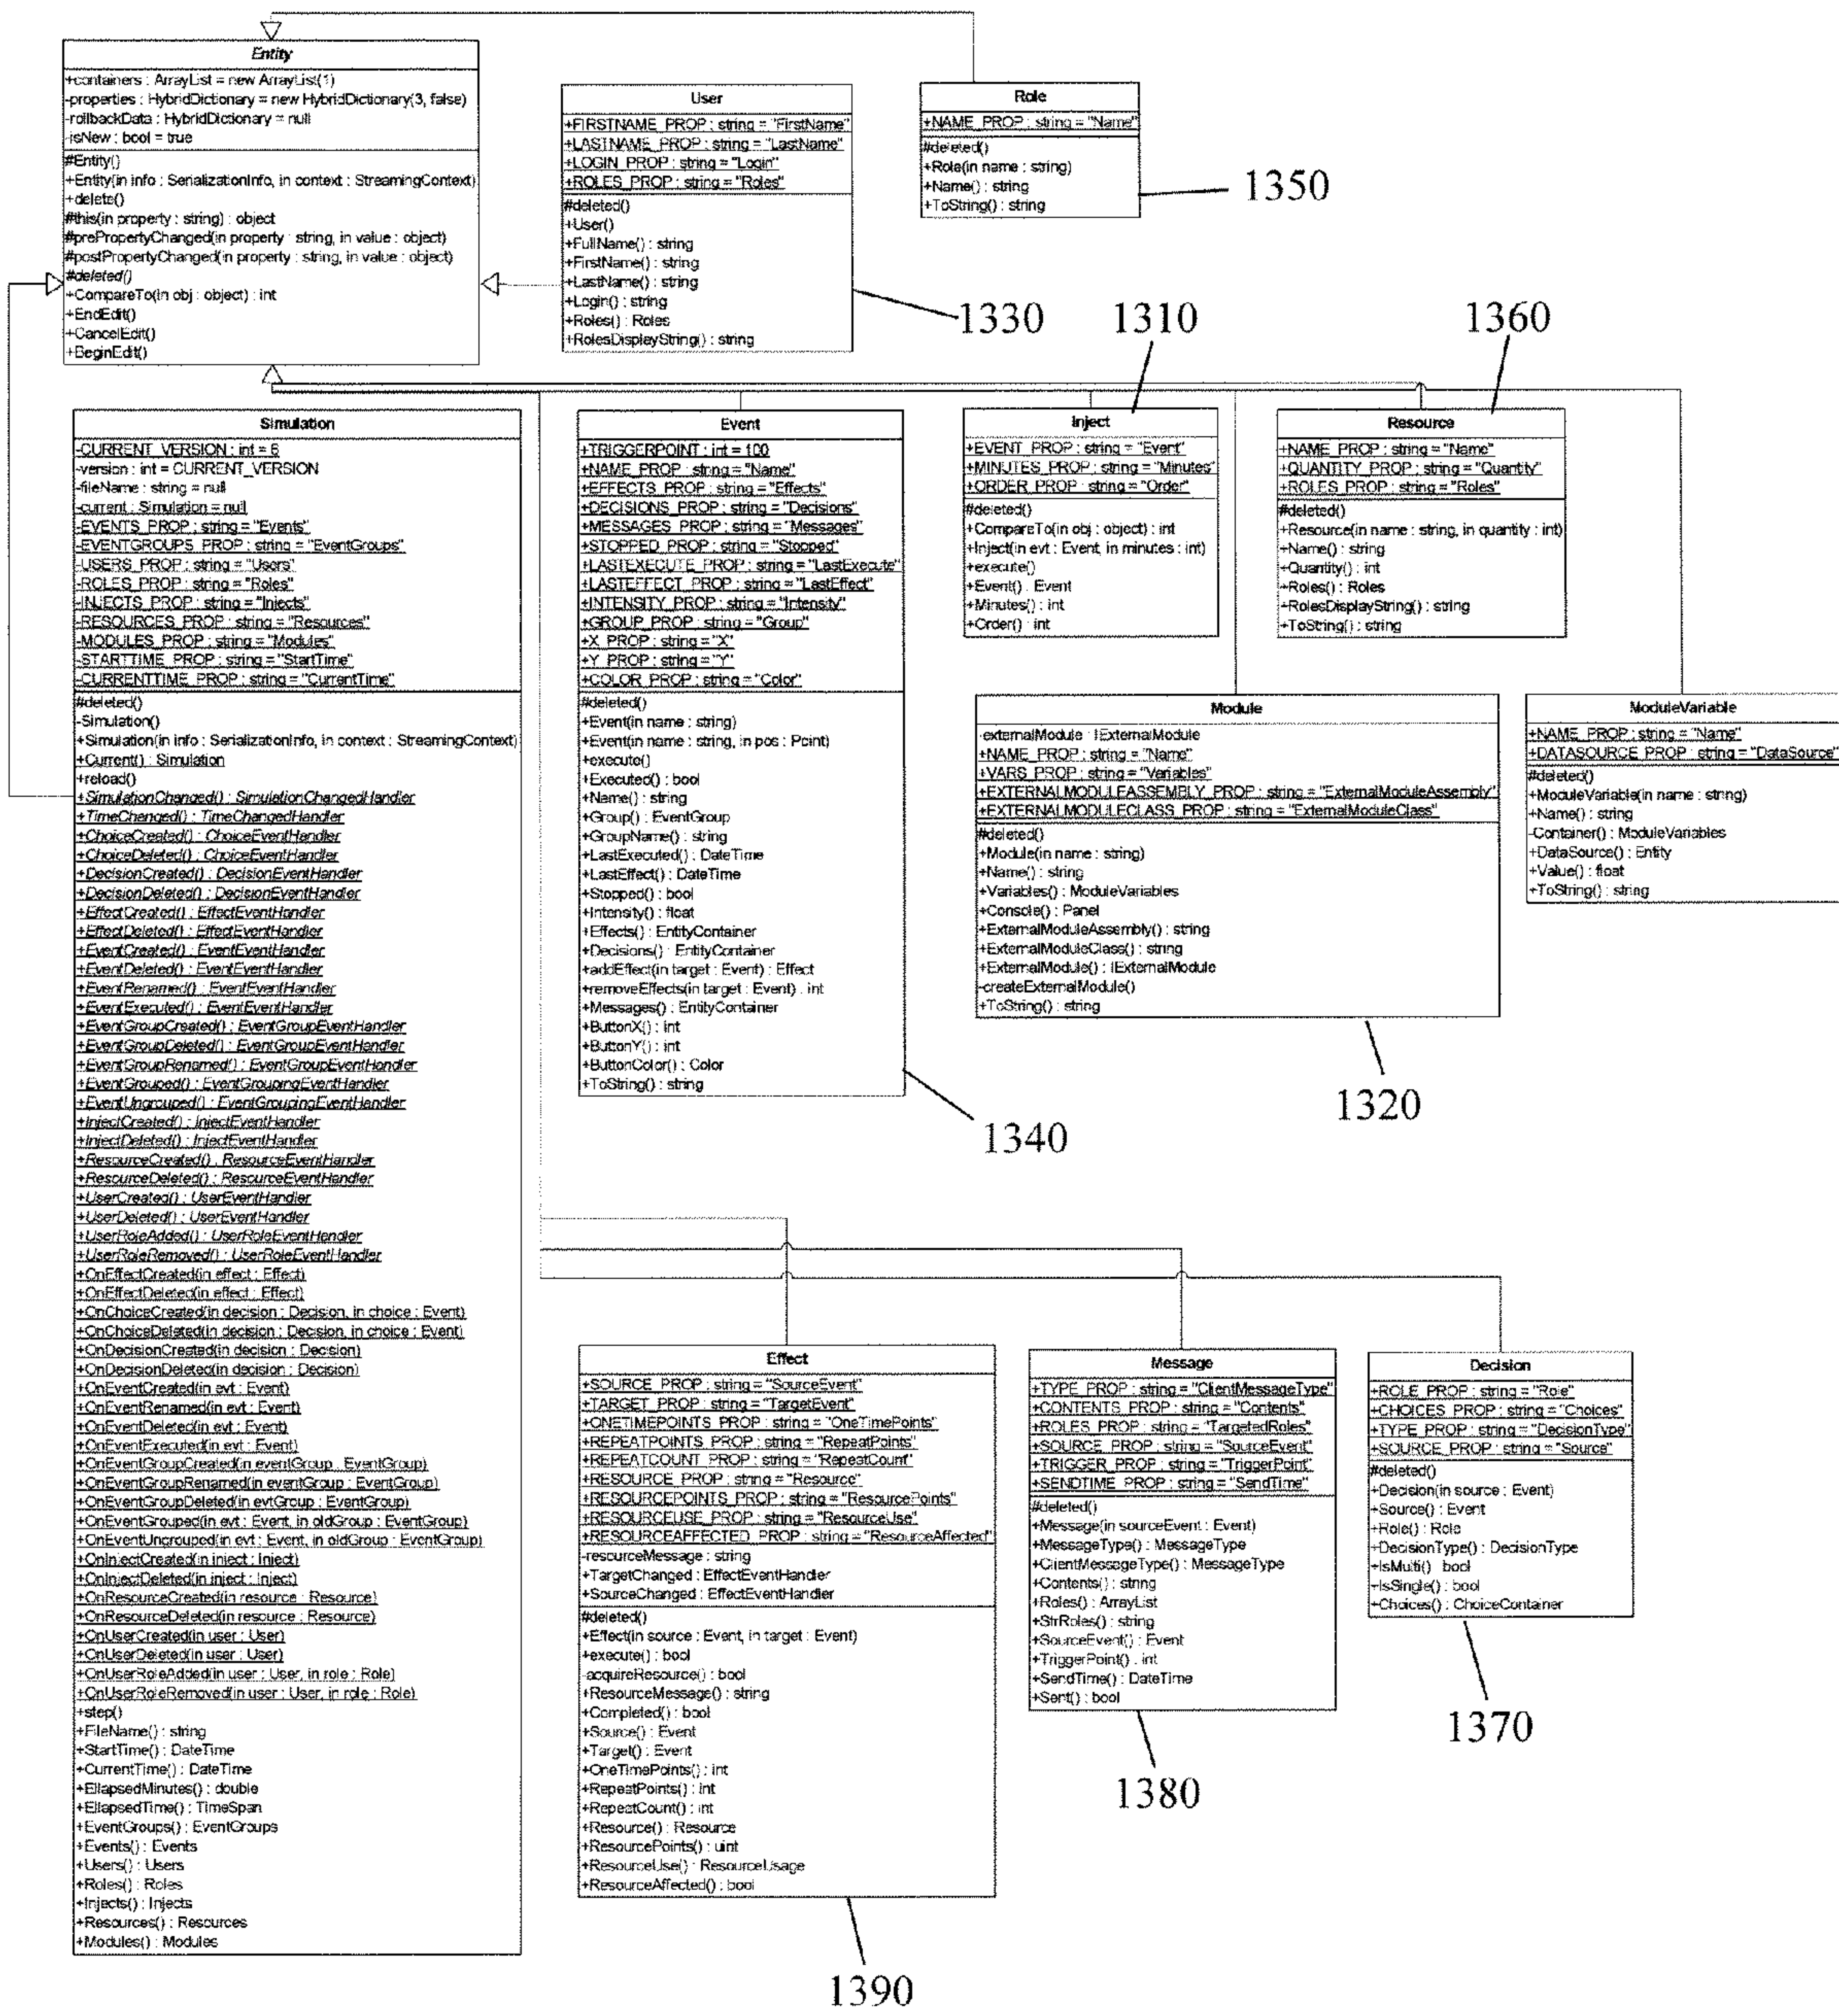 Entity
+containers : ArrayList = new ArrayList(1)
-properties : HybridDictionary = new HybridDictionary(3, false)
-rollbackData : HybridDictionary = null
-isNew : bool = true
#Entity()
+Entity(in info : SerializationInfo, in context : StreamingContext)
+delete()
#this(in property : string) : object
#prePropertyChanged(in property : string, in value : object)
#postPropertyChanged(in property : string, in value : object)
#deleted()
+CompareTo(in obj : object) : int
+EndEdit()
+CancelEdit()
+BeginEdit()
User
+FIRSTNAME_PROP : string = "FirstName"
+LASTNAME_PROP : string = "LastName"
+LOGIN_PROP : string = "Login"
+ROLES_PROP : string = "Roles"
#deleted()
+User()
+FullName() : string
+FirstName() : string
+LastName() : string
+Login() : string
+Roles() : Roles
+RolesDisplayString() : string
1330
Role
+NAME_PROP : string = "Name"
#deleted()
+Role(in name : string)
+Name() : string
+ToString() : string
1350
Simulation
-CURRENT_VERSION : int = 6
-version : int = CURRENT_VERSION
-fileName : string = null
-current : Simulation = null
-EVENTS_PROP : string = "Events"
-EVENTGROUPS_PROP : string = "EventGroups"
-USERS_PROP : string = "Users"
-ROLES_PROP : string = "Roles"
-INJECTS_PROP : string = "Injects"
-RESOURCES_PROP : string = "Resources"
-MODULES_PROP : string = "Modules"
-STARTTIME_PROP : string = "StartTime"
-CURRENTTIME_PROP : string = "CurrentTime"
#deleted()
-Simulation()
+Simulation(in info : SerializationInfo, in context : StreamingContext)
+Current() : Simulation
+reload()
+SimulationChanged() : SimulationChangedHandler
+TimeChanged() : TimeChangedHandler
+ChoiceCreated() : ChoiceEventHandler
+ChoiceDeleted() : ChoiceEventHandler
+DecisionCreated() : DecisionEventHandler
+DecisionDeleted() : DecisionEventHandler
+EffectCreated() : EffectEventHandler
+EffectDeleted() : EffectEventHandler
+EventCreated() : EventEventHandler
+EventDeleted() : EventEventHandler
+EventRenamed() : EventEventHandler
+EventExecuted() : EventEventHandler
+EventGroupCreated() : EventGroupEventHandler
+EventGroupDeleted() : EventGroupEventHandler
+EventGroupRenamed() : EventGroupEventHandler
+EventGrouped() : EventGroupingEventHandler
+EventUngrouped() : EventGroupingEventHandler
+InjectCreated() : InjectEventHandler
+InjectDeleted() : InjectEventHandler
+ResourceCreated() : ResourceEventHandler
+ResourceDeleted() : ResourceEventHandler
+UserCreated() : UserEventHandler
+UserDeleted() : UserEventHandler
+UserRoleAdded() : UserRoleEventHandler
+UserRoleRemoved() : UserRoleEventHandler
+OnEffectCreated(in effect : Effect)
+OnEffectDeleted(in effect : Effect)
+OnChoiceCreated(in decision : Decision, in choice : Event)
+OnChoiceDeleted(in decision : Decision, in choice : Event)
+OnDecisionCreated(in decision : Decision)
+OnDecisionDeleted(in decision : Decision)
+OnEventCreated(in evt : Event)
+OnEventRenamed(in evt : Event)
+OnEventDeleted(in evt : Event)
+OnEventExecuted(in evt : Event)
+OnEventGroupCreated(in eventGroup : EventGroup)
+OnEventGroupRenamed(in eventGroup : EventGroup)
+OnEventGroupDeleted(in evtGroup : EventGroup)
+OnEventGrouped(in evt : Event, in oldGroup : EventGroup)
+OnEventUngrouped(in evt : Event, in oldGroup : EventGroup)
+OnInjectCreated(in inject : Inject)
+OnInjectDeleted(in inject : Inject)
+OnResourceCreated(in resource : Resource)
+OnResourceDeleted(in resource : Resource)
+OnUserCreated(in user : User)
+OnUserDeleted(in user : User)
+OnUserRoleAdded(in user : User, in role : Role)
+OnUserRoleRemoved(in user : User, in role : Role)
+step()
+FileName() : string
+StartTime() : DateTime
+CurrentTime() : DateTime
+EllapsedMinutes() : double
+EllapsedTime() : TimeSpan
+EventGroups() : EventGroups
+Events() : Events
+Users() : Users
+Roles() : Roles
+Injects() : Injects
+Resources() : Resources
+Modules() : Modules
Event
+TRIGGERPOINT : int = 100
+NAME_PROP : string = "Name"
+EFFECTS_PROP : string = "Effects"
+DECISIONS_PROP : string = "Decisions"
+MESSAGES_PROP : string = "Messages"
+STOPPED_PROP : string = "Stopped"
+LASTEXECUTE_PROP : string = "LastExecute"
+LASTEFFECT_PROP : string = "LastEffect"
+INTENSITY_PROP : string = "Intensity"
+GROUP_PROP : string = "Group"
+X_PROP : string = "X"
+Y_PROP : string = "Y"
+COLOR_PROP : string = "Color"
#deleted()
+Event(in name : string)
+Event(in name : string, in pos : Point)
+execute()
+Executed() : bool
+Name() : string
+Group() : EventGroup
+GroupName() : string
+LastExecuted() : DateTime
+LastEffect() : DateTime
+Stopped() : bool
+Intensity() : float
+Effects() : EntityContainer
+Decisions() : EntityContainer
+addEffect(in target : Event) : Effect
+removeEffects(in target : Event) : int
+Messages() : EntityContainer
+ButtonX() : int
+ButtonY() : int
+ButtonColor() : Color
+ToString() : string
1340
1310
Inject
+EVENT_PROP : string = "Event"
+MINUTES_PROP : string = "Minutes"
+ORDER_PROP : string = "Order"
#deleted()
+CompareTo(in obj : object) : int
+Inject(in evt : Event, in minutes : int)
+execute()
+Event() : Event
+Minutes() : int
+Order() : int
1360
Resource
+NAME_PROP : string = "Name"
+QUANTITY_PROP : string = "Quantity"
+ROLES_PROP : string = "Roles"
#deleted()
+Resource(in name : string, in quantity : int)
+Name() : string
+Quantity() : int
+Roles() : Roles
+RolesDisplayString() : string
+ToString() : string
Module
-externalModule : IExternalModule
+NAME_PROP : string = "Name"
+VARS_PROP : string = "Variables"
+EXTERNALMODULEASSEMBLY_PROP : string = "ExternalModuleAssembly"
+EXTERNALMODULECLASS_PROP : string = "ExternalModuleClass"
#deleted()
+Module(in name : string)
+Name() : string
+Variables() : ModuleVariables
+Console() : Panel
+ExternalModuleAssembly() : string
+ExternalModuleClass() : string
+ExternalModule() : IExternalModule
-createExternalModule()
+ToString() : string
1320
ModuleVariable
+NAME_PROP : string = "Name"
+DATASOURCE_PROP : string = "DataSource"
#deleted()
+ModuleVariable(in name : string)
+Name() : string
-Container() : ModuleVariables
+DataSource() : Entity
+Value() : float
+ToString() : string
Effect
+SOURCE_PROP : string = "SourceEvent"
+TARGET_PROP : string = "TargetEvent"
+ONETIMEPOINTS_PROP : string = "OneTimePoints"
+REPEATPOINTS_PROP : string = "RepeatPoints"
+REPEATCOUNT_PROP : string = "RepeatCount"
+RESOURCE_PROP : string = "Resource"
+RESOURCEPOINTS_PROP : string = "ResourcePoints"
+RESOURCEUSE_PROP : string = "ResourceUse"
+RESOURCEAFFECTED_PROP : string = "ResourceAffected"
-resourceMessage : string
+TargetChanged : EffectEventHandler
+SourceChanged : EffectEventHandler
#deleted()
+Effect(in source : Event, in target : Event)
+execute() : bool
-acquireResource() : bool
+ResourceMessage() : string
+Completed() : bool
+Source() : Event
+Target() : Event
+OneTimePoints() : int
+RepeatPoints() : int
+RepeatCount() : int
+Resource() : Resource
+ResourcePoints() : uint
+ResourceUse() : ResourceUsage
+ResourceAffected() : bool
1390
Message
+TYPE_PROP : string = "ClientMessageType"
+CONTENTS_PROP : string = "Contents"
+ROLES_PROP : string = "TargetedRoles"
+SOURCE_PROP : string = "SourceEvent"
+TRIGGER_PROP : string = "TriggerPoint"
+SENDTIME_PROP : string = "SendTime"
#deleted()
+Message(in sourceEvent : Event)
+MessageType() : MessageType
+ClientMessageType() : MessageType
+Contents() : string
+Roles() : ArrayList
+StrRoles() : string
+SourceEvent() : Event
+TriggerPoint() : int
+SendTime() : DateTime
+Sent() : bool
1380
Decision
+ROLE_PROP : string = "Role"
+CHOICES_PROP : string = "Choices"
+TYPE_PROP : string = "DecisionType"
+SOURCE_PROP : string = "Source"
#deleted()
+Decision(in source : Event)
+Source() : Event
+Role() : Role
+DecisionType() : DecisionType
+IsMulti() : bool
+IsSingle() : bool
+Choices() : ChoiceContainer
1370